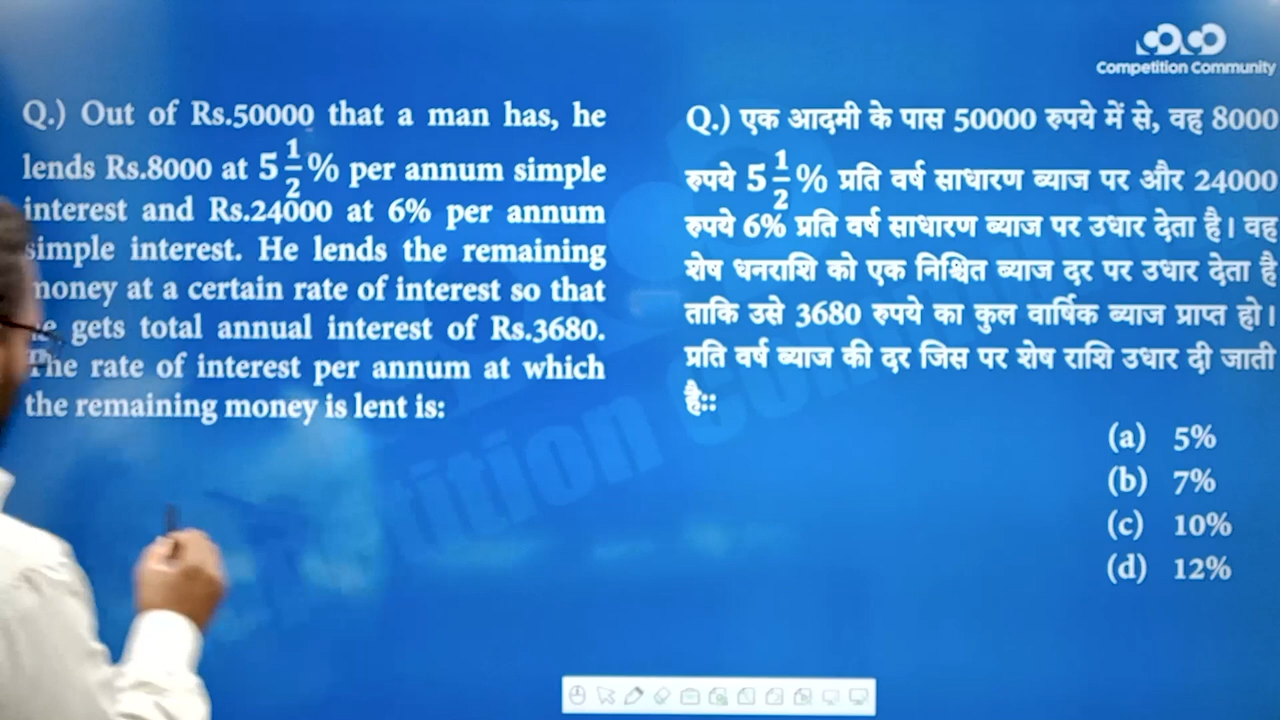 Competition Community
Q.) Out of Rs.50000 that a man has, he
lends Rs.8000 at 5 1/2 % per annum simple
interest and Rs.24000 at 6% per annum
simple interest. He lends the remaining
money at a certain rate of interest so that
gets total annual interest of Rs.3680.
The rate of interest per annum at which
the remaining money is lent is:
Q.) एक आदमी के पास 50000 रुपये में से, वह 8000
रुपये 5 1/2 % प्रति वर्ष साधारण ब्याज पर और 24000
रुपये 6% प्रति वर्ष साधारण ब्याज पर उधार देता है। वह
शेष धनराशि को एक निश्चित ब्याज दर पर उधार देता है
ताकि उसे 3680 रुपये का कुल वार्षिक ब्याज प्राप्त हो।
प्रति वर्ष ब्याज की दर जिस पर शेष राशि उधार दी जाती
है::
(a) 5%
(b) 7%
(c) 10%
(d) 12%